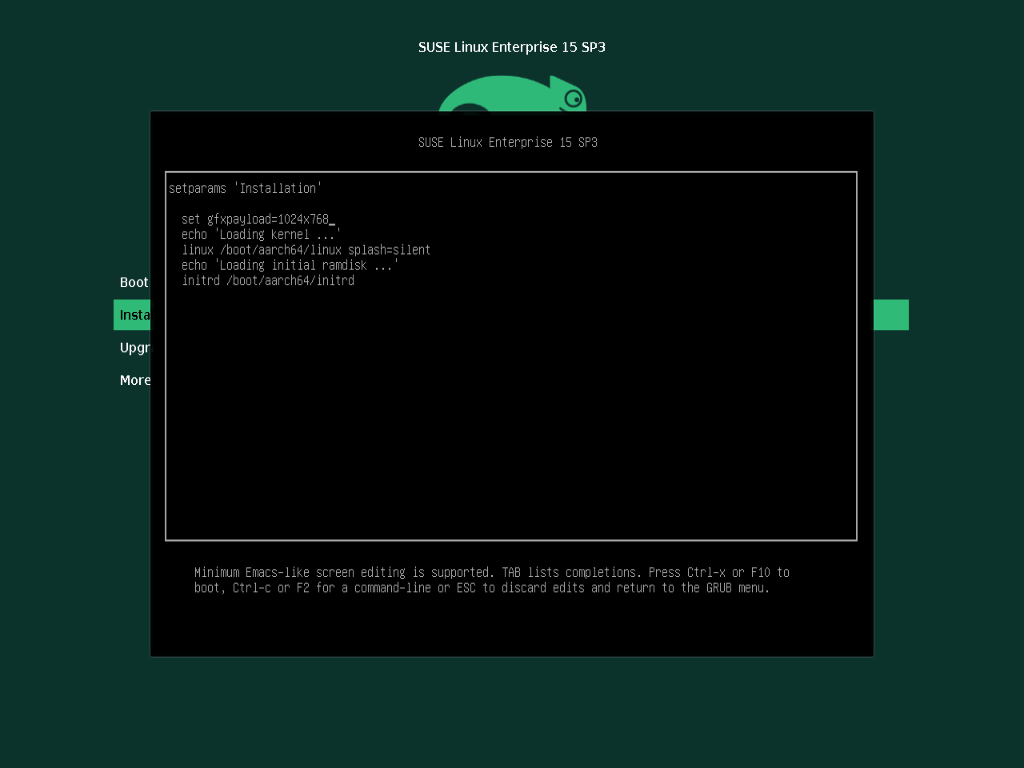 SUSE Linux Enterprise 15 SP3
SUSE Linux Enterprise 15 SP3
setparams 'Installation'
set gfxpayload=1024x768_
echo 'Loading kernel ...'
linux /boot/aarch64/linux splash=silent
echo 'Loading initial ramdisk ...'
initrd /boot/aarch64/initrd
Boot
Insta
Upgr
More
Minimum Emacs-like screen editing is supported. TAB lists completions. Press Ctrl-x or F10 to
boot, Ctrl-c or F2 for a command-line or ESC to discard edits and return to the GRUB menu.